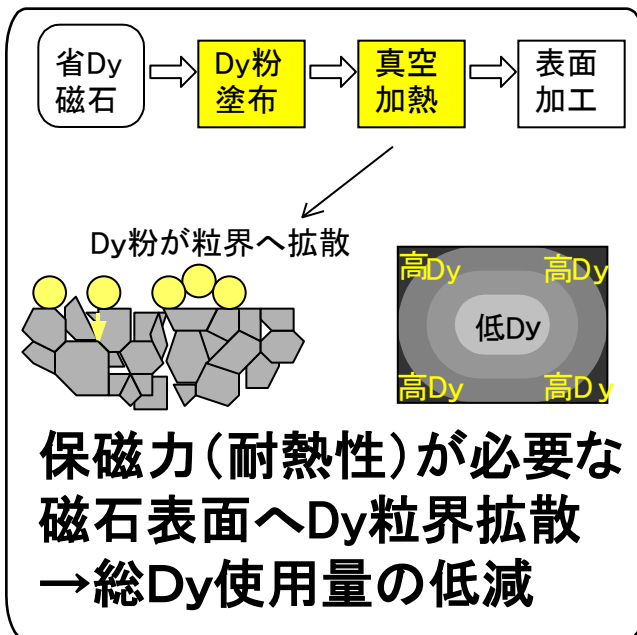 省Dy
磁石
Dy粉
塗布
真空
加熱
表面
加工
Dy粉が粒界へ拡散
高Dy
高Dy
低Dy
高Dy
高Dy
保磁力(耐熱性)が必要な
磁石表面へDy粒界拡散
→総Dy使用量の低減